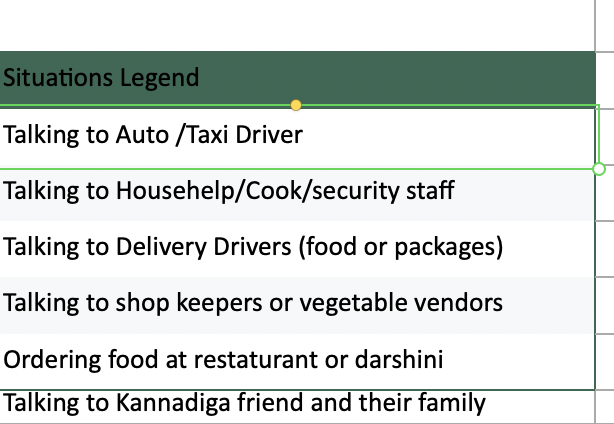 Situations Legend
Talking to Auto /Taxi Driver
Talking to Househelp/Cook/security staff
Talking to Delivery Drivers (food or packages)
Talking to shop keepers or vegetable vendors
Ordering food at restaturant or darshini
Talking to Kannadiga friend and their family